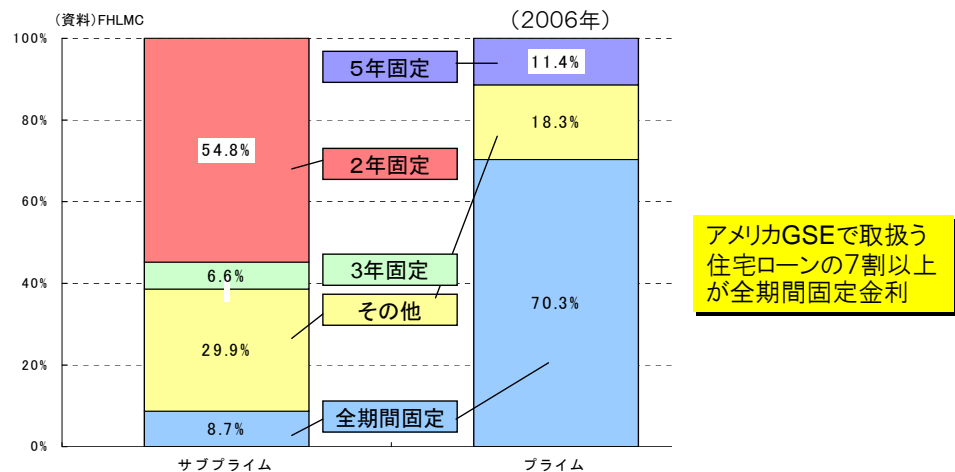 （資料）FHLMC
（2006年）
100%
80%
60%
40%
20%
0%
54.8%
6.6%
29.9%
8.7%
5年固定
2年固定
3年固定
その他
全期間固定
11.4%
18.3%
70.3%
サブプライム
プライム
アメリカGSEで取扱う
住宅ローンの7割以上
が全期間固定金利